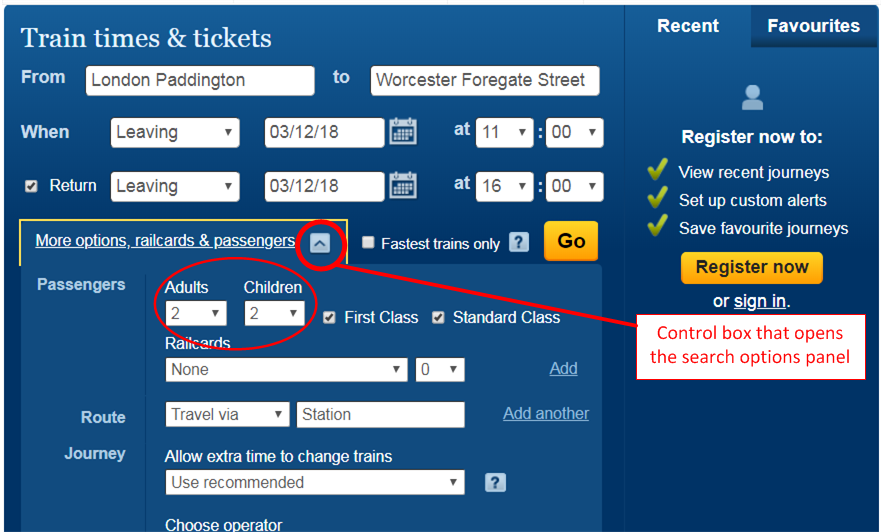 Train times & tickets
From London Paddington to Worcester Foregate Street
When Leaving 03/12/18 at 11 : 00
Return Leaving 03/12/18 at 16 : 00
More options, railcards & passengers Fastest trains only ? Go
Passengers Adults Children
2 2 First Class Standard Class
Railcards
None 0 Add
Route Travel via Station Add another
Journey Allow extra time to change trains
Use recommended ?
Choose operator
Recent Favourites
Register now to:
View recent journeys
Set up custom alerts
Save favourite journeys
Register now
or sign in.
Control box that opens
the search options panel